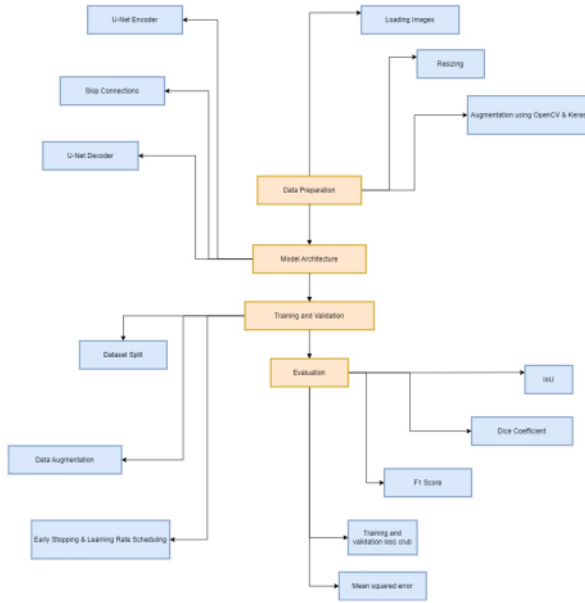 U-Net Encoder
Loading Images
Resizing
Skip Connections
Augmentation using OpenCV & Keras
U-Net Decoder
Data Preparation
Model Architecture
Training and Validation
Dataset Split
Evaluation
IoU
Dice Coefficient
Data Augmentation
F1 Score
Early Stopping & Learning Rate Scheduling
Training and
validation loss crub
Mean squared error